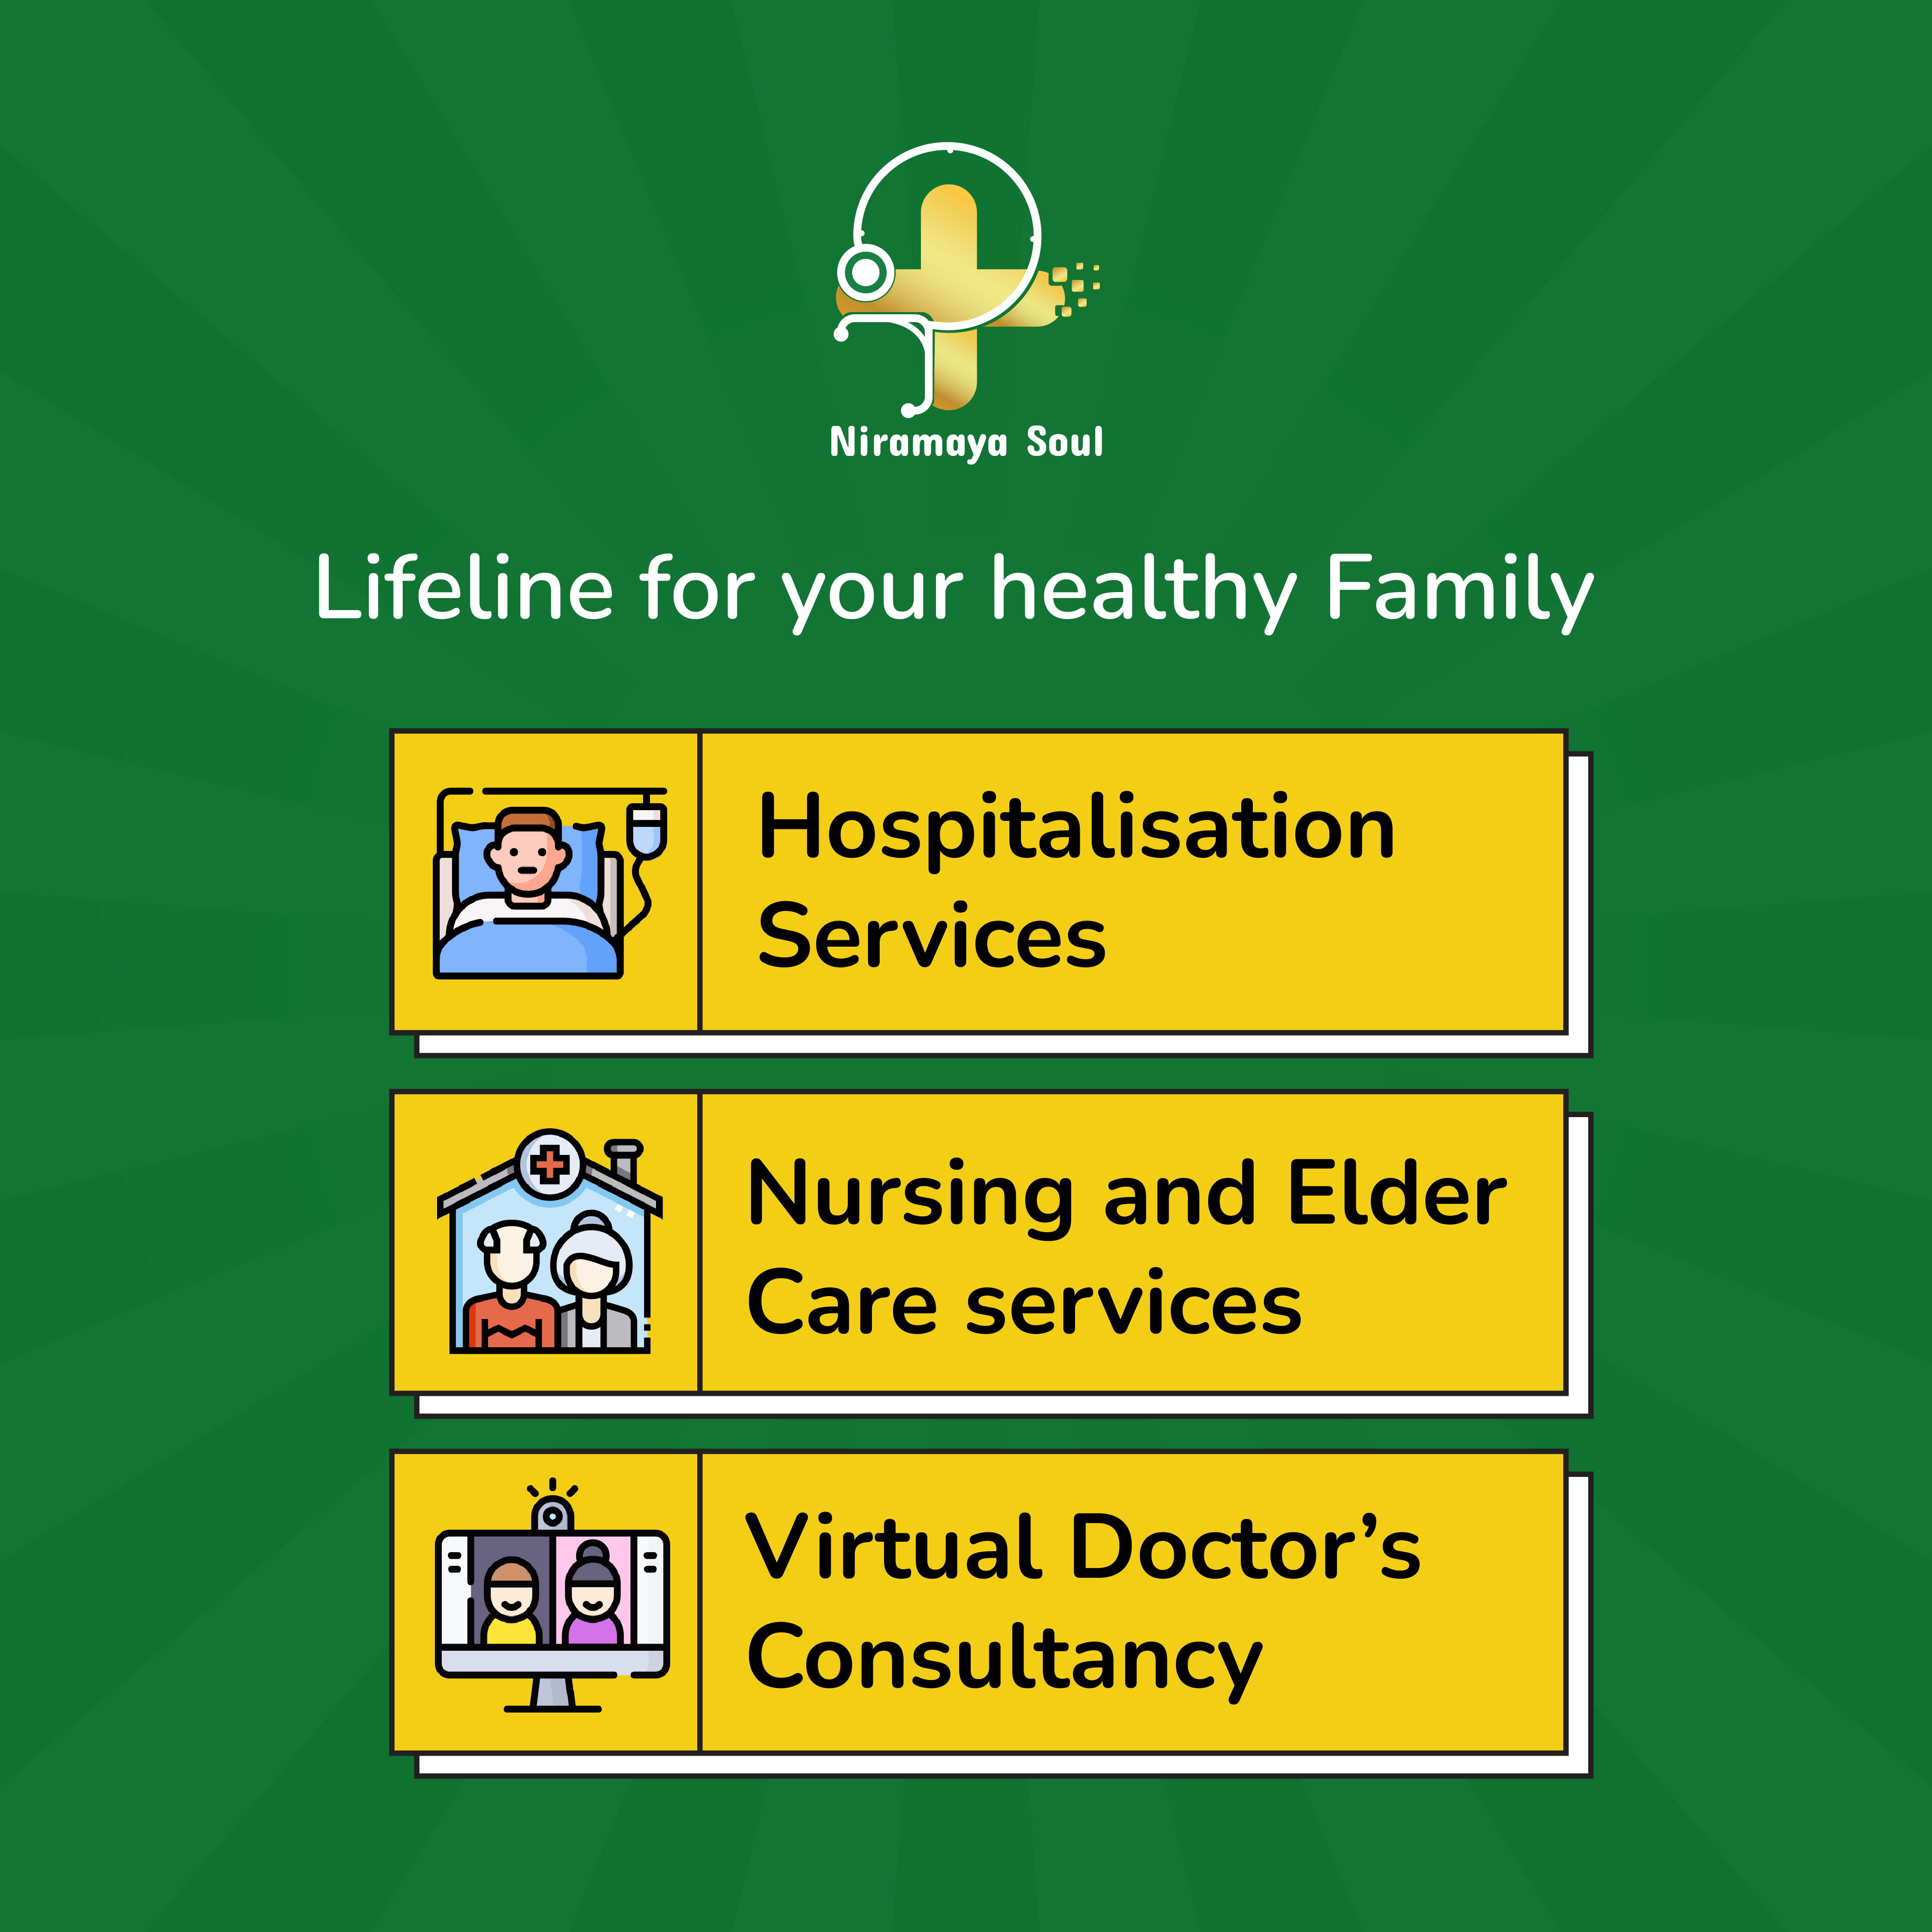 Niramaya Soul
Lifeline for your healthy Family
Hospitalisation
Services
Nursing and Elder
Care services
Virtual Doctor’s
Consultancy